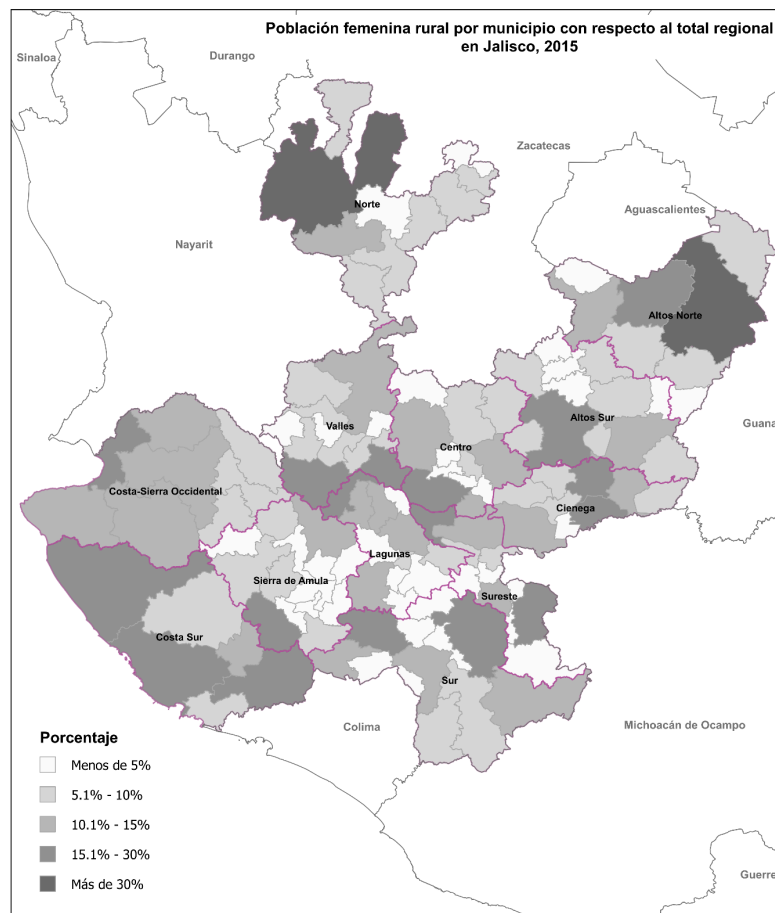 Población femenina rural por municipio con respecto al total regional
en Jalisco, 2015
Sinaloa
Durango
Zacatecas
Norte
Aguascalientes
Nayarit
Altos Norte
Altos Sur
Guana
Valles
Centro
Costa-Sierra Occidental
Cienega
Lagunas
Sierra de Amula
Sureste
Costa Sur
Sur
Colima
Michoacán de Ocampo
Porcentaje
Menos de 5%
5.1% - 10%
10.1% - 15%
15.1% - 30%
Más de 30%
Guerre